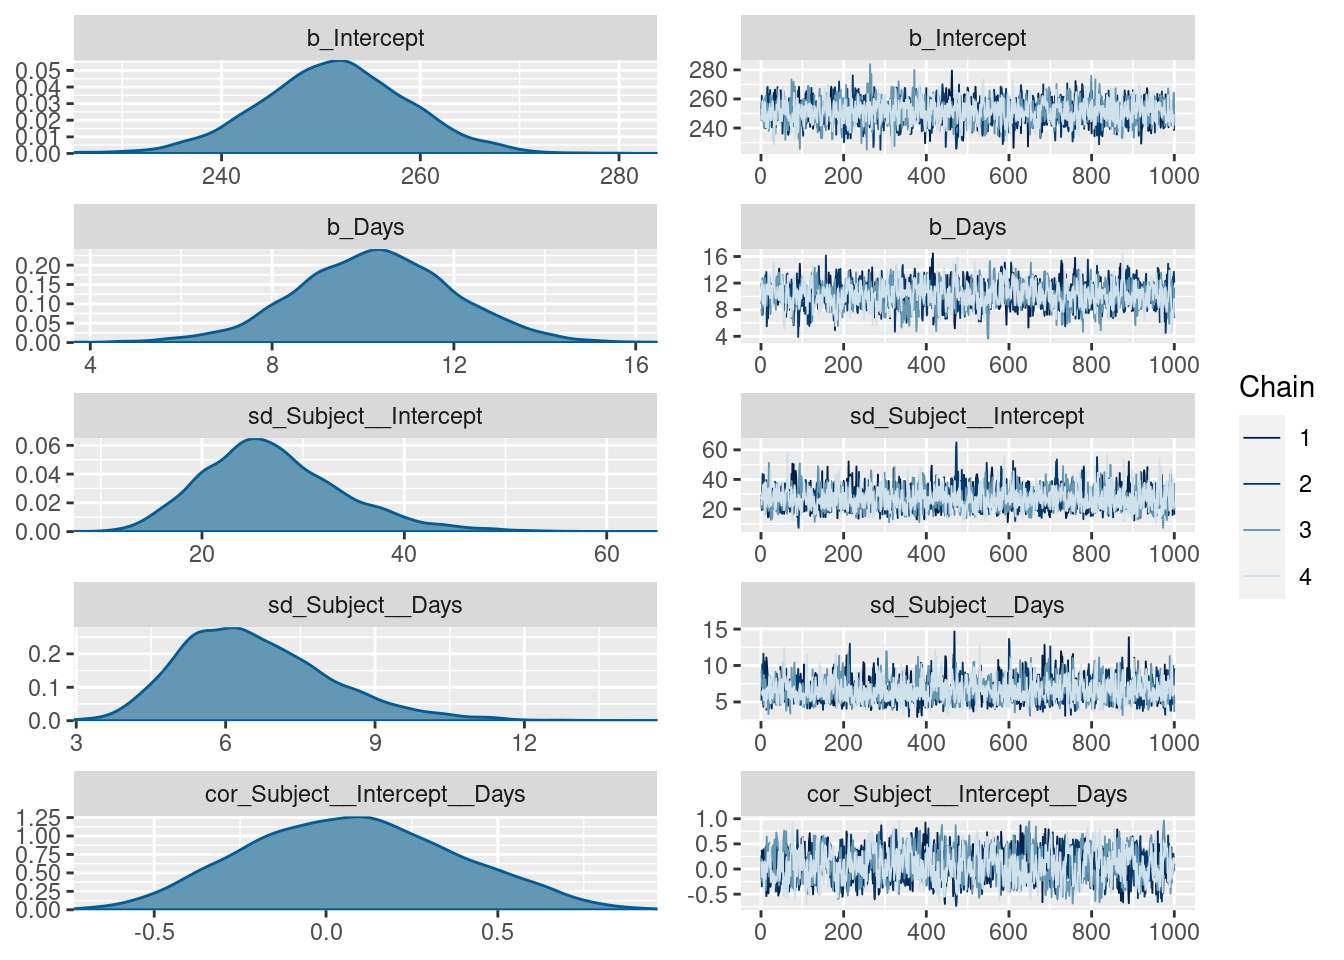 b_Intercept
0.05
0.04
0.03
0.02
0.01
0.00
240 260 280
b_Intercept
280
260
240
0 200 400 600 800 1000
b_Days
0.20
0.15
0.10
0.05
0.00
4 8 12 16
b_Days
16
12
8
4
0 200 400 600 800 1000
sd_Subject__Intercept
0.06
0.04
0.02
0.00
20 40 60
sd_Subject__Intercept
60
40
20
0 200 400 600 800 1000
sd_Subject__Days
0.2
0.1
0.0
3 6 9 12
sd_Subject__Days
15
10
5
0 200 400 600 800 1000
cor_Subject__Intercept__Days
1.25
1.00
0.75
0.50
0.25
0.00
-0.5 0.0 0.5
cor_Subject__Intercept__Days
1.0
0.5
0.0
-0.5
0 200 400 600 800 1000
Chain
1
2
3
4